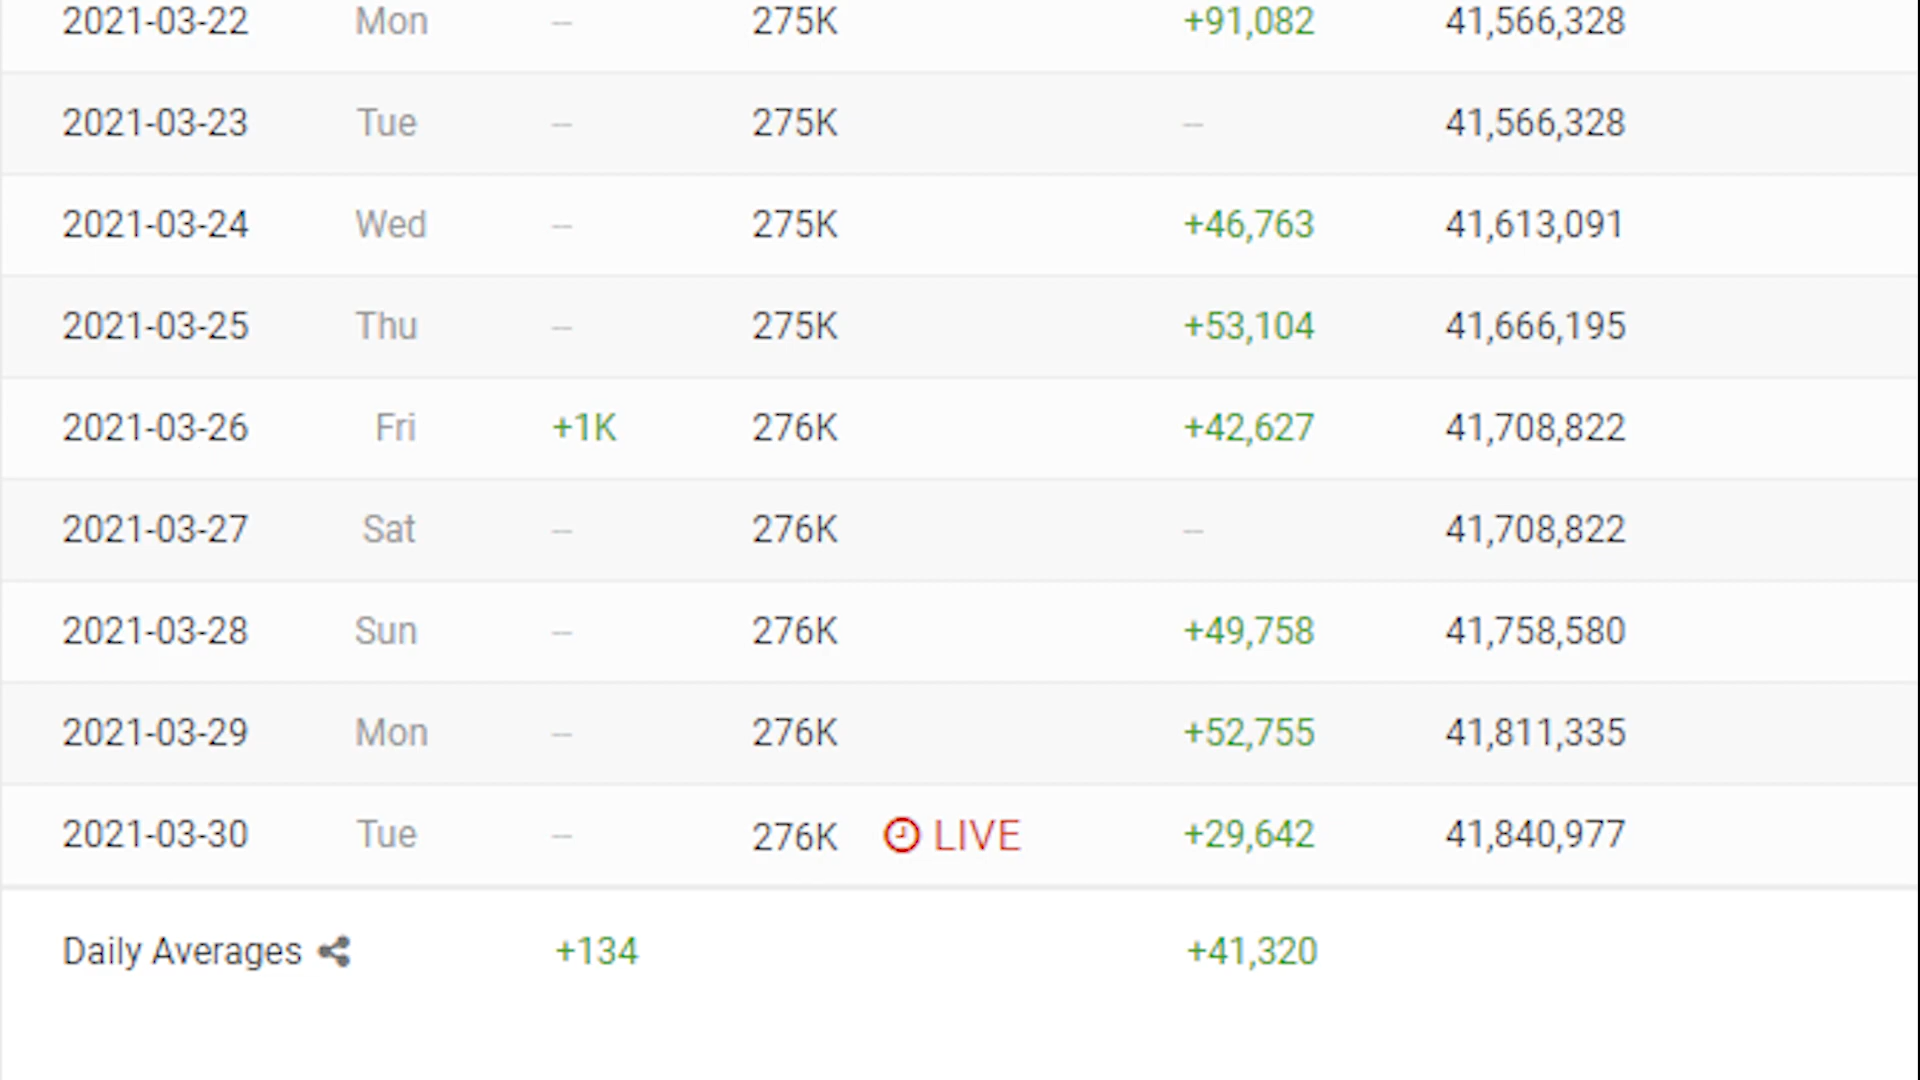 2021-03-22 Mon -- 275K +91,082 41,566,328
2021-03-23 Tue -- 275K -- 41,566,328
2021-03-24 Wed -- 275K +46,763 41,613,091
2021-03-25 Thu -- 275K +53,104 41,666,195
2021-03-26 Fri +1K 276K +42,627 41,708,822
2021-03-27 Sat -- 276K -- 41,708,822
2021-03-28 Sun -- 276K +49,758 41,758,580
2021-03-29 Mon -- 276K +52,755 41,811,335
2021-03-30 Tue -- 276K LIVE +29,642 41,840,977
Daily Averages +134 +41,320